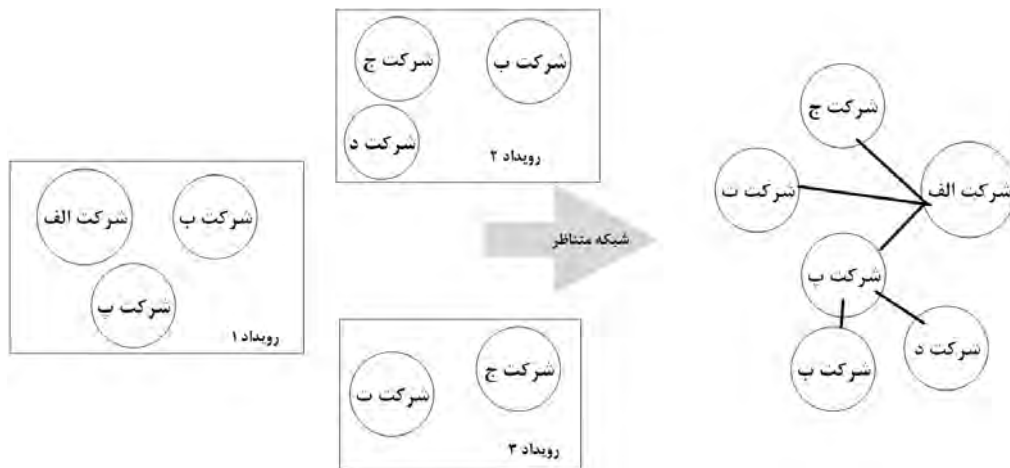 شرکت ج
شرکت ب
شرکت د
رویداد ۲
شرکت الف
شرکت ب
شرکت پ
رویداد ۱
شرکت ج
شرکت ت
رویداد ۳
شبکه متناظر
شرکت ج
شرکت الف
شرکت ت
شرکت پ
شرکت د
شرکت ب